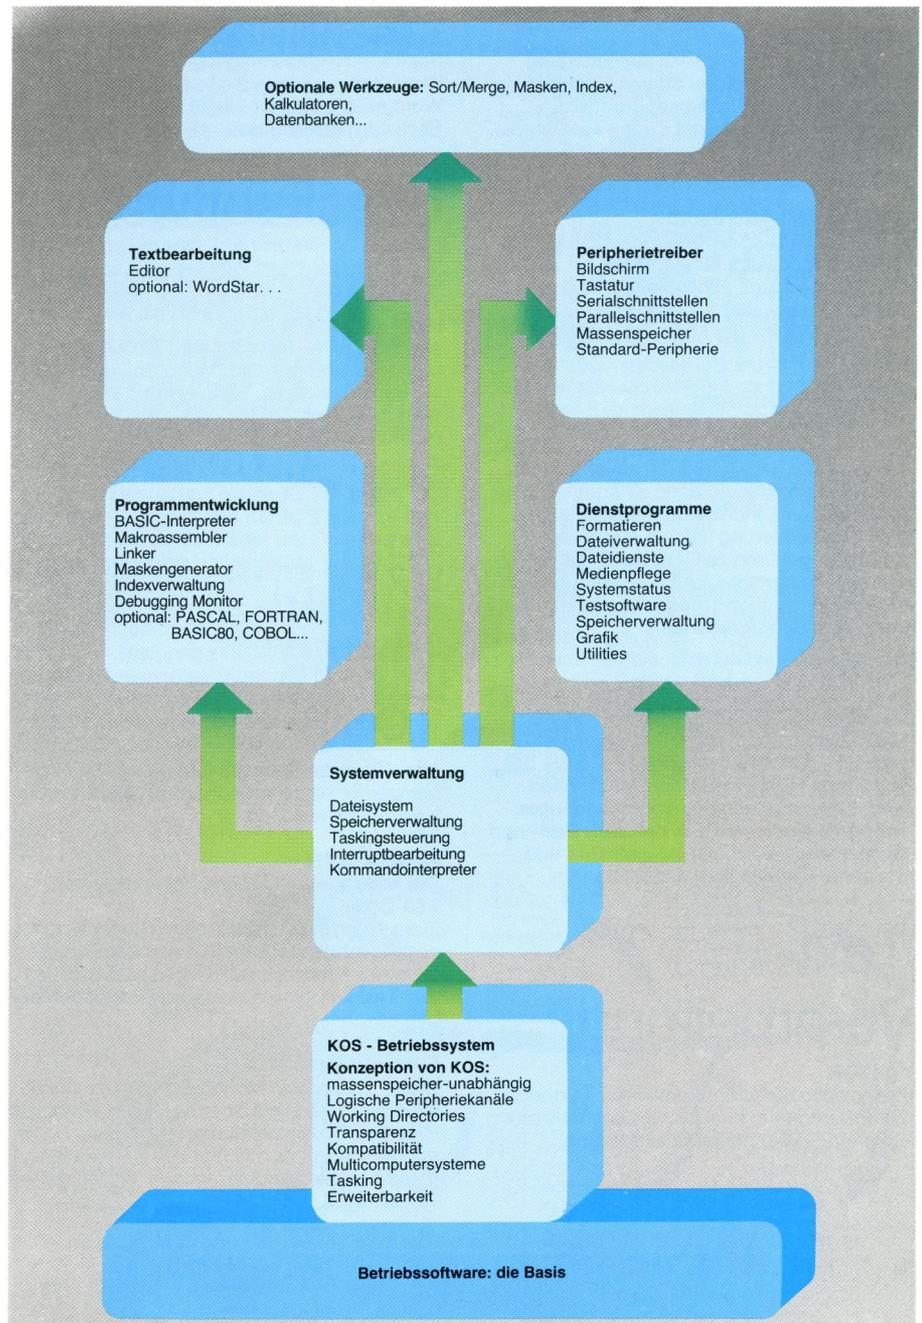 Optionale Werkzeuge: Sort/Merge, Masken, Index,
Kalkulatoren,
Datenbanken...
Textbearbeitung
Editor
optional: WordStar. . .
Peripherietreiber
Bildschirm
Tastatur
Serialschnittstellen
Parallelschnittstellen
Massenspeicher
Standard-Peripherie
Programmentwicklung
BASIC-Interpreter
Makroassembler
Linker
Maskengenerator
Indexverwaltung
Debugging Monitor
optional: PASCAL, FORTRAN,
BASIC80, COBOL...
Dienstprogramme
Formatieren
Dateiverwaltung
Dateidienste
Medienpflege
Systemstatus
Testsoftware
Speicherverwaltung
Grafik
Utilities
Systemverwaltung
Dateisystem
Speicherverwaltung
Taskingsteuerung
Interruptbearbeitung
Kommandointerpreter
KOS - Betriebssystem
Konzeption von KOS:
massenspeicher-unabhängig
Logische Peripheriekanäle
Working Directories
Transparenz
Kompatibilität
Multicomputersysteme
Tasking
Erweiterbarkeit
Betriebssoftware: die Basis